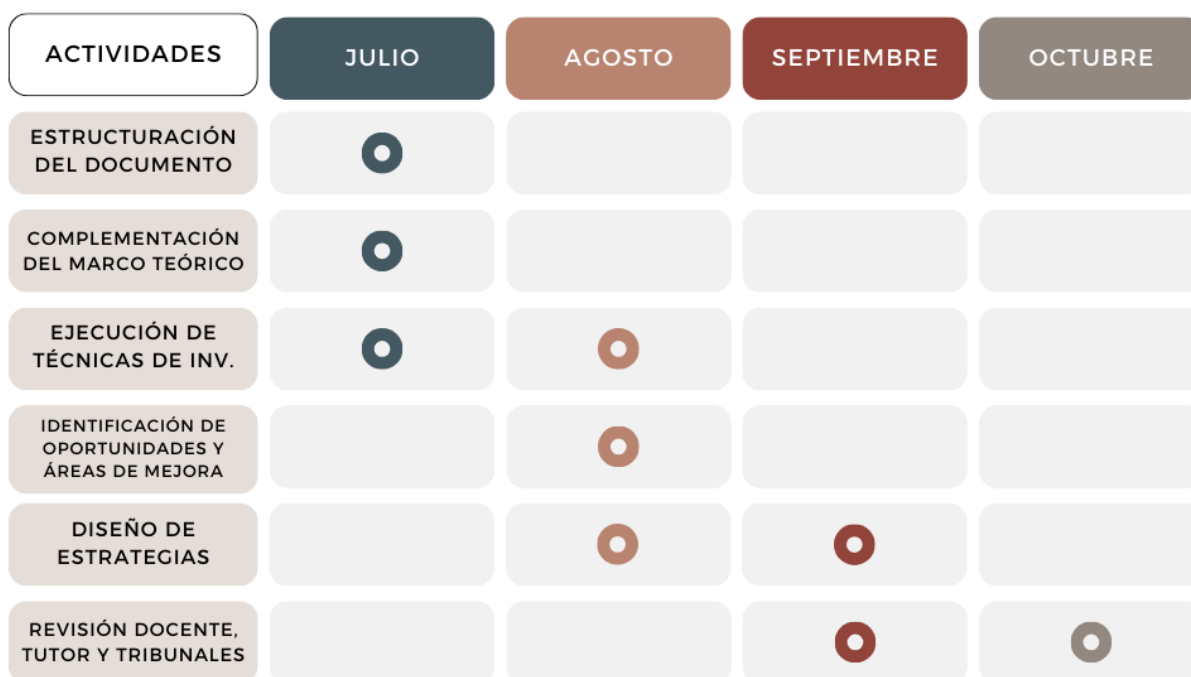 ACTIVIDADES
JULIO
AGOSTO
SEPTIEMBRE
OCTUBRE
ESTRUCTURACIÓN
DEL DOCUMENTO
COMPLEMENTACIÓN
DEL MARCO TEÓRICO
EJECUCIÓN DE
TÉCNICAS DE INV.
IDENTIFICACIÓN DE
OPORTUNIDADES Y
ÁREAS DE MEJORA
DISEÑO DE
ESTRATEGIAS
REVISIÓN DOCENTE,
TUTOR Y TRIBUNALES